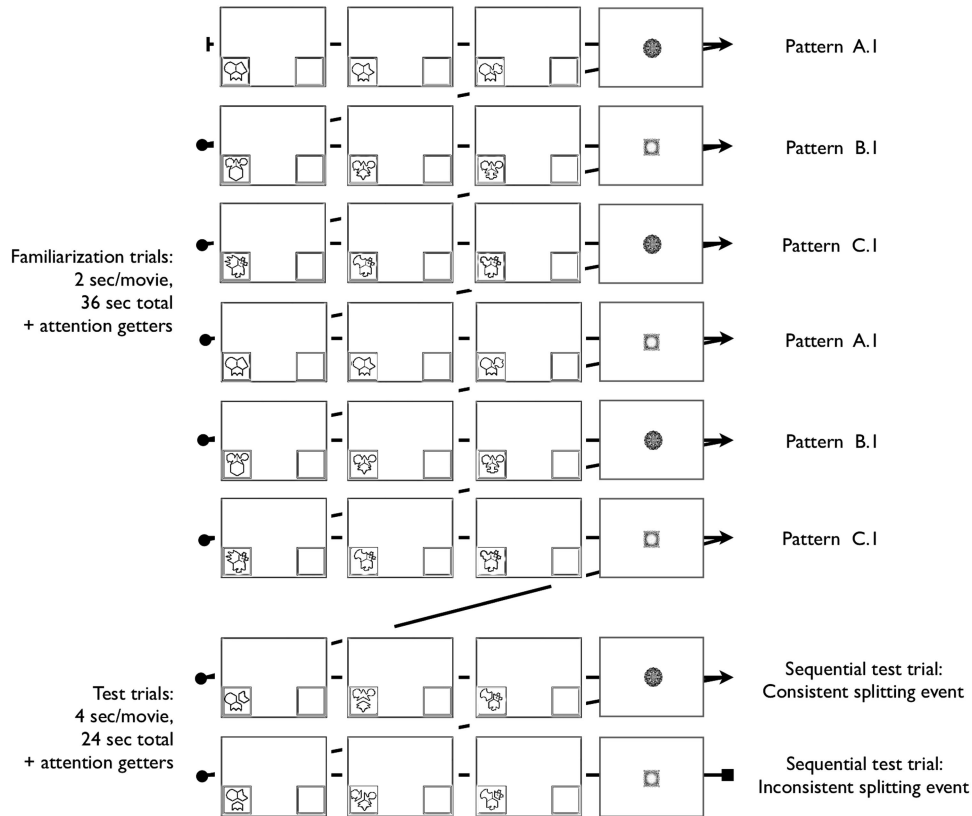 Pattern A.1
Pattern B.1
Pattern C.1
Familiarization trials:
2 sec/movie,
36 sec total
+ attention getters
Pattern A.1
Pattern B.1
Pattern C.1
Sequential test trial:
Consistent splitting event
Test trials:
4 sec/movie,
24 sec total
+ attention getters
Sequential test trial:
Inconsistent splitting event